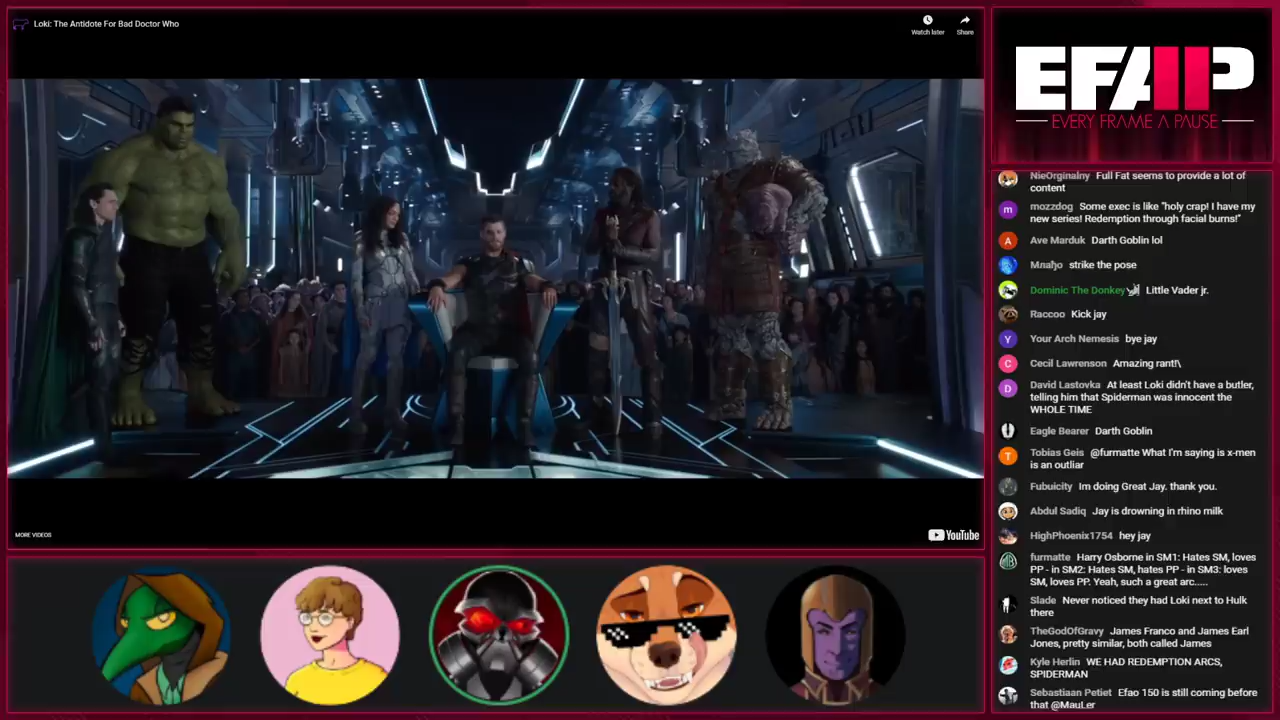 Loki: The Antidote For Bad Doctor Who
Watch later
Share
MORE VIDEOS
YouTube
EFAP
EVERY FRAME A PAUSE
NieOrginalny Full Fat seems to provide a lot of
content
mozzdog Some exec is like "holy crap! I have my
new series! Redemption through facial burns!"
Ave Marduk Darth Goblin lol
Млађо strike the pose
Dominic The Donkey Little Vader jr.
Raccoo Kick jay
Your Arch Nemesis bye jay
Cecil Lawrenson Amazing rant!\
David Lastovka At least Loki didn't have a butler,
telling him that Spiderman was innocent the
WHOLE TIME
Eagle Bearer Darth Goblin
Tobias Geis @furmatte What I'm saying is x-men
is an outliar
Fubuicity Im doing Great Jay. thank you.
Abdul Sadiq Jay is drowning in rhino milk
HighPhoenix1754 hey jay
furmatte Harry Osborne in SM1: Hates SM, loves
PP - in SM2: Hates SM, hates PP - in SM3: loves
SM, loves PP. Yeah, such a great arc.....
Slade Never noticed they had Loki next to Hulk
there
TheGodOfGravy James Franco and James Earl
Jones, pretty similar, both called James
Kyle Herlin WE HAD REDEMPTION ARCS,
SPIDERMAN
Sebastiaan Petiet Efao 150 is still coming before
that @MauLer